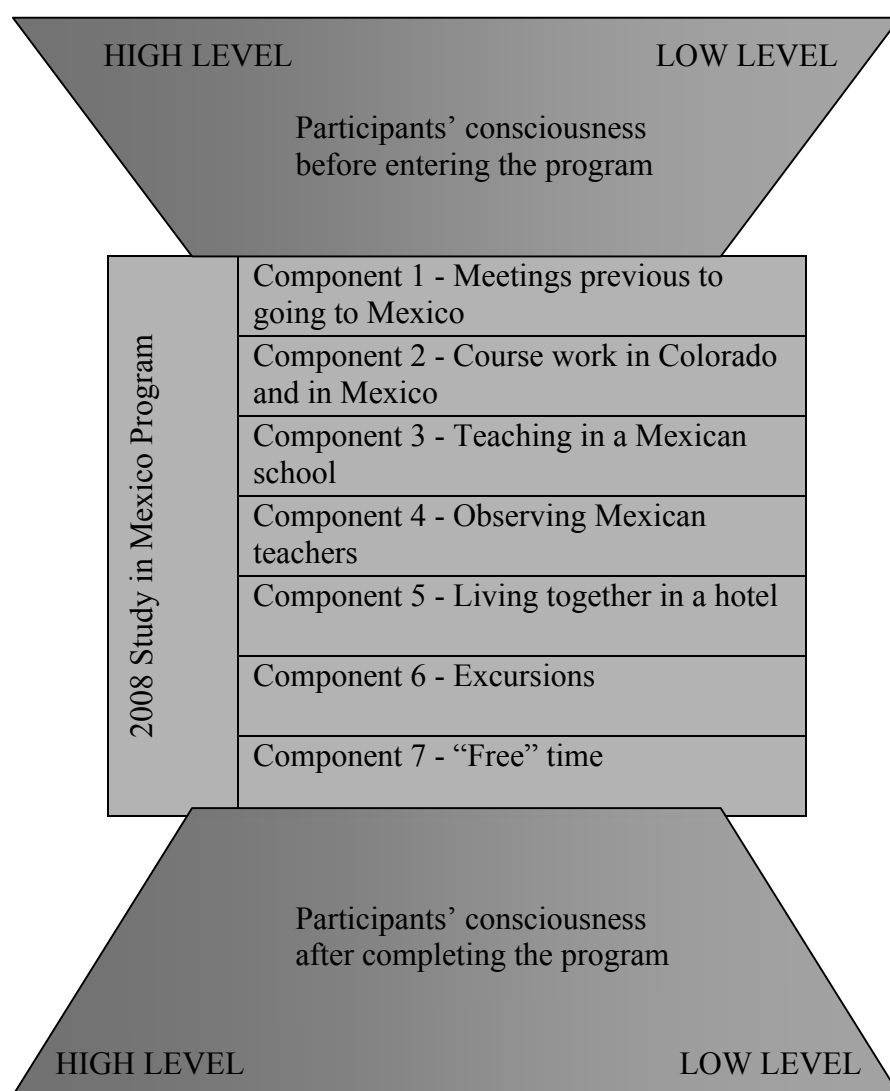 HIGH LEVEL
LOW LEVEL
Participants’ consciousness
before entering the program
2008 Study in Mexico Program
Component 1 - Meetings previous to
going to Mexico
Component 2 - Course work in Colorado
and in Mexico
Component 3 - Teaching in a Mexican
school
Component 4 - Observing Mexican
teachers
Component 5 - Living together in a hotel
Component 6 - Excursions
Component 7 - “Free” time
Participants’ consciousness
after completing the program
HIGH LEVEL
LOW LEVEL